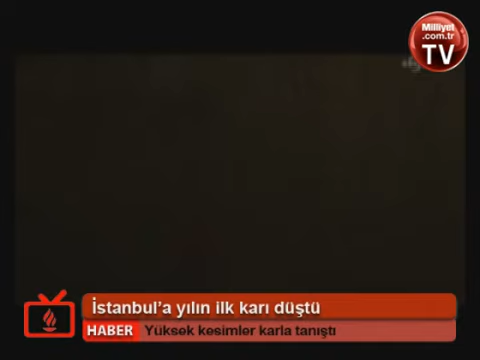 Milliyet
.com.tr
TV
İstanbul'a yılın ilk karı düştü
HABER Yüksek kesimler karla tanıştı